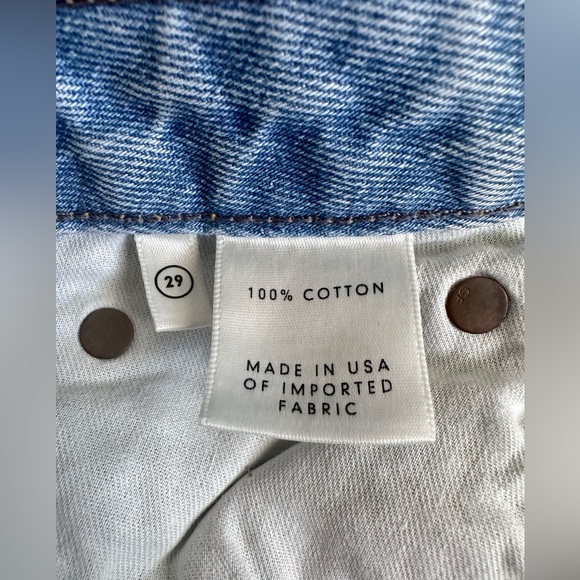 29
100% COTTON
MADE IN USA
OF IMPORTED
FABRIC